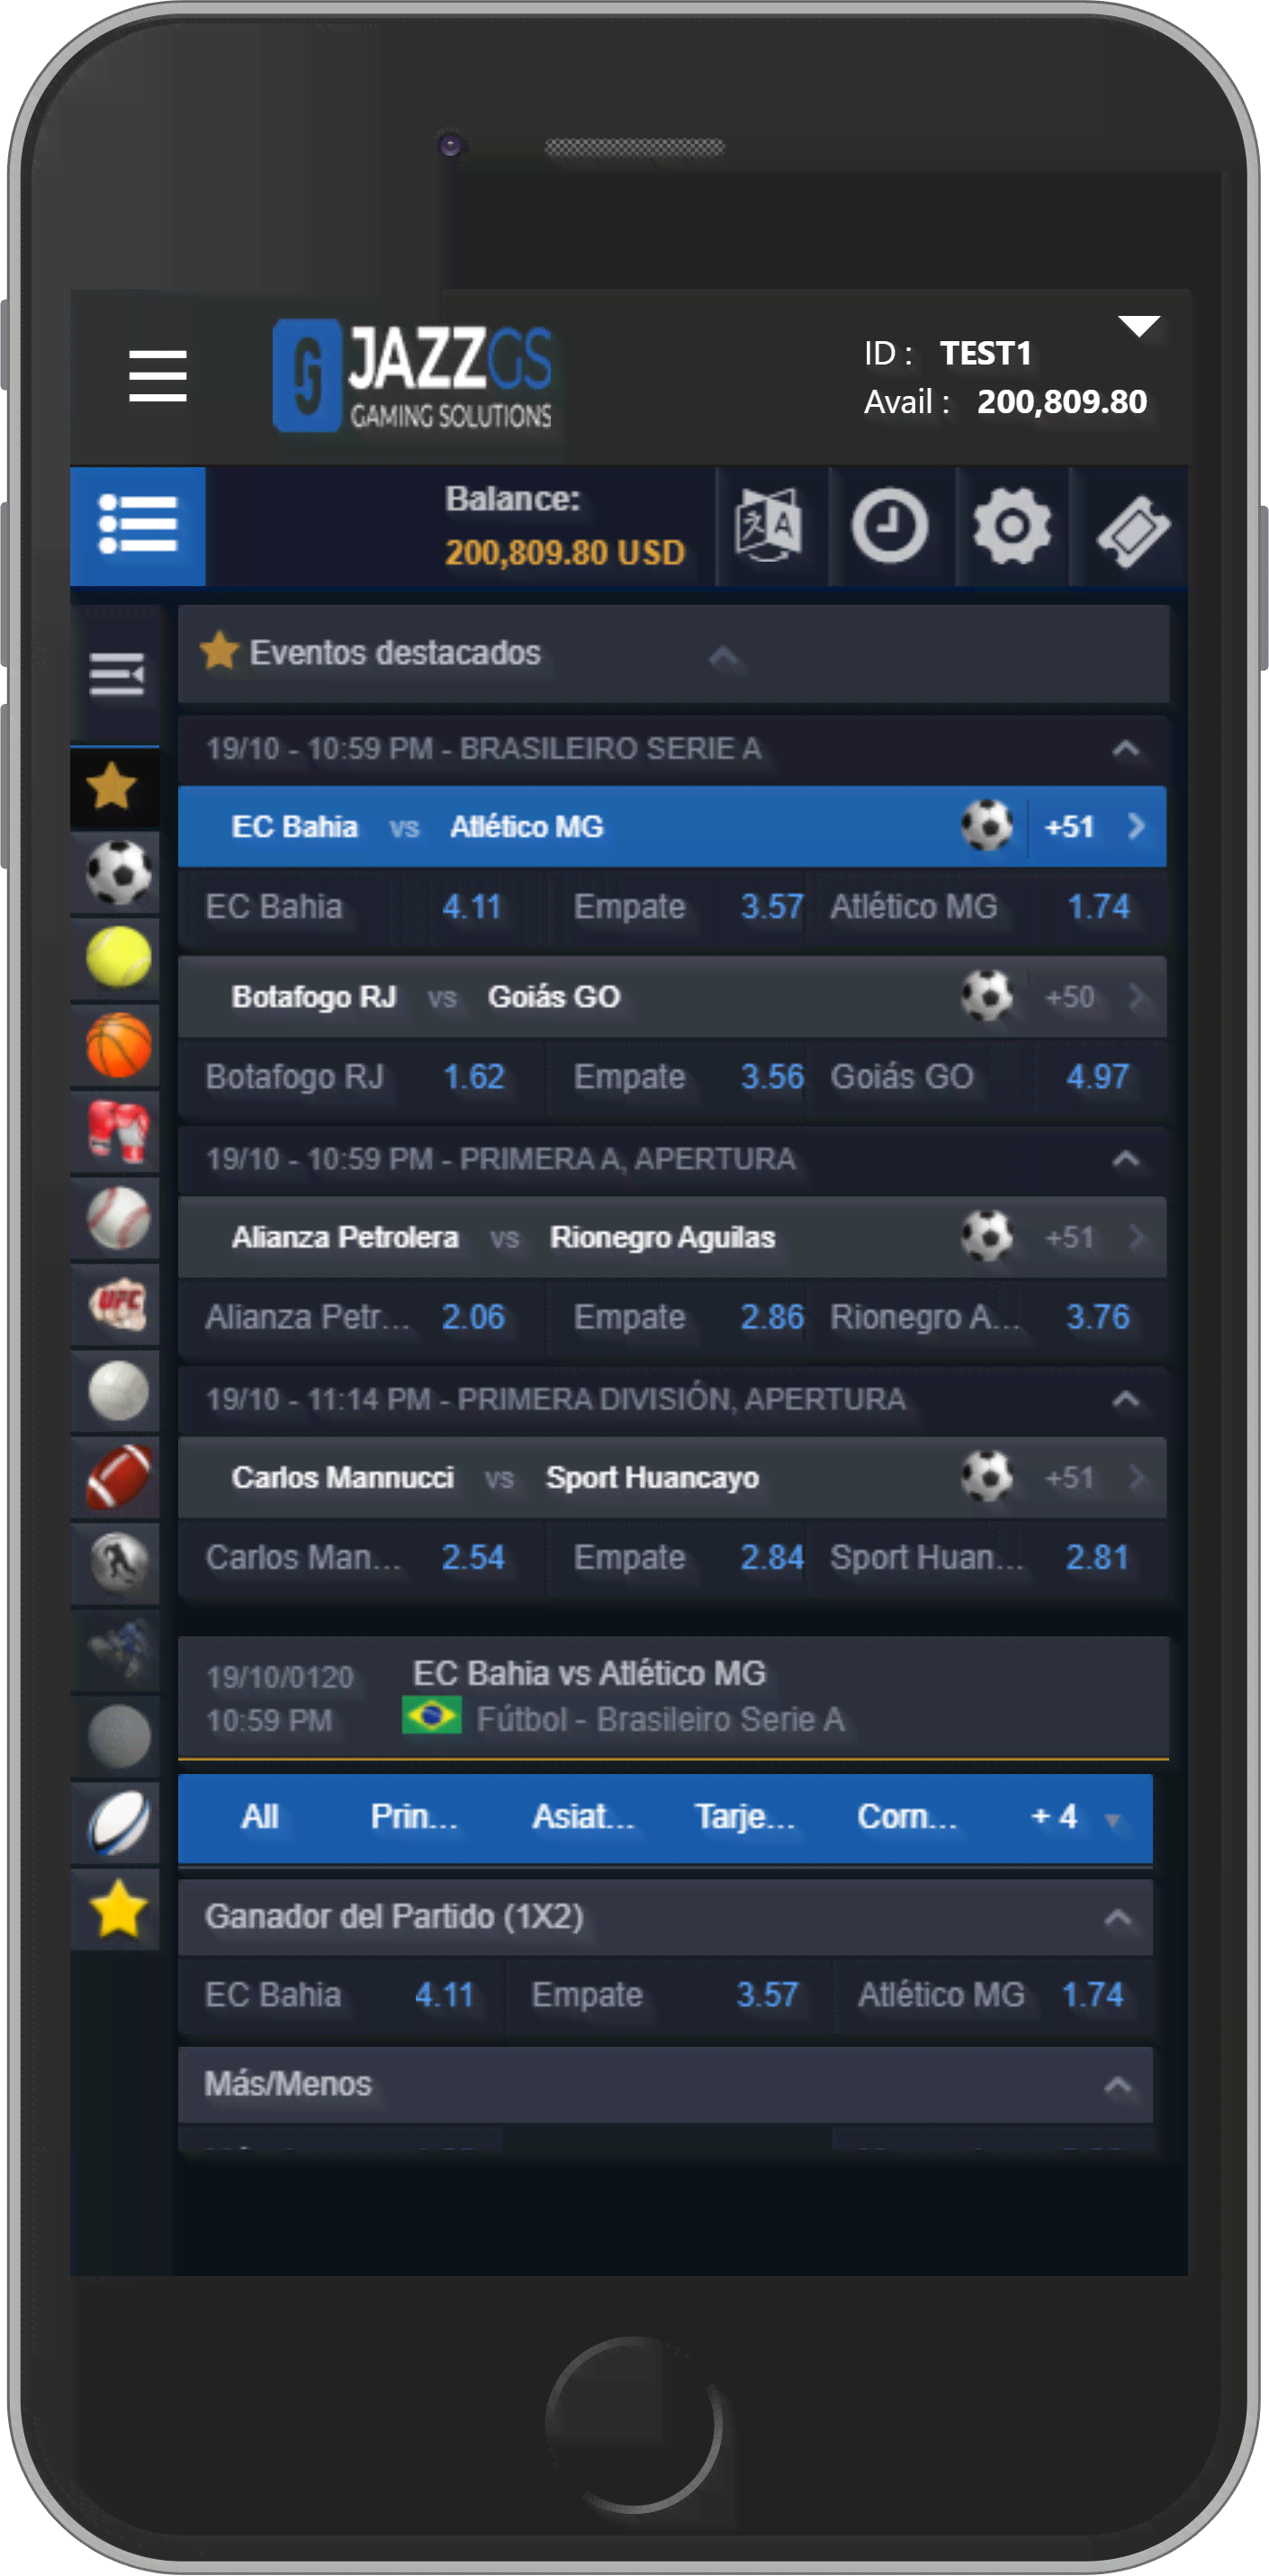 JAZZGS
GAMING SOLUTIONS
ID : TEST1
Avail : 200,809.80
Balance:
200,809.80 USD
Eventos destacados
19/10 - 10:59 PM - BRASILEIRO SERIE A
EC Bahia vs Atlético MG +51
EC Bahia 4.11 Empate 3.57 Atlético MG 1.74
Botafogo RJ vs Goiás GO +50
Botafogo RJ 1.62 Empate 3.56 Goiás GO 4.97
19/10 - 10:59 PM - PRIMERA A, APERTURA
Alianza Petrolera vs Rionegro Aguilas +51
Alianza Petr... 2.06 Empate 2.86 Rionegro A... 3.76
19/10 - 11:14 PM - PRIMERA DIVISIÓN, APERTURA
Carlos Mannucci vs Sport Huancayo +51
Carlos Man... 2.54 Empate 2.84 Sport Huan... 2.81
19/10/0120 EC Bahia vs Atlético MG
10:59 PM Fútbol - Brasileiro Serie A
All Prin... Asiat... Tarje... Corn... + 4
Ganador del Partido (1X2)
EC Bahia 4.11 Empate 3.57 Atlético MG 1.74
Más/Menos